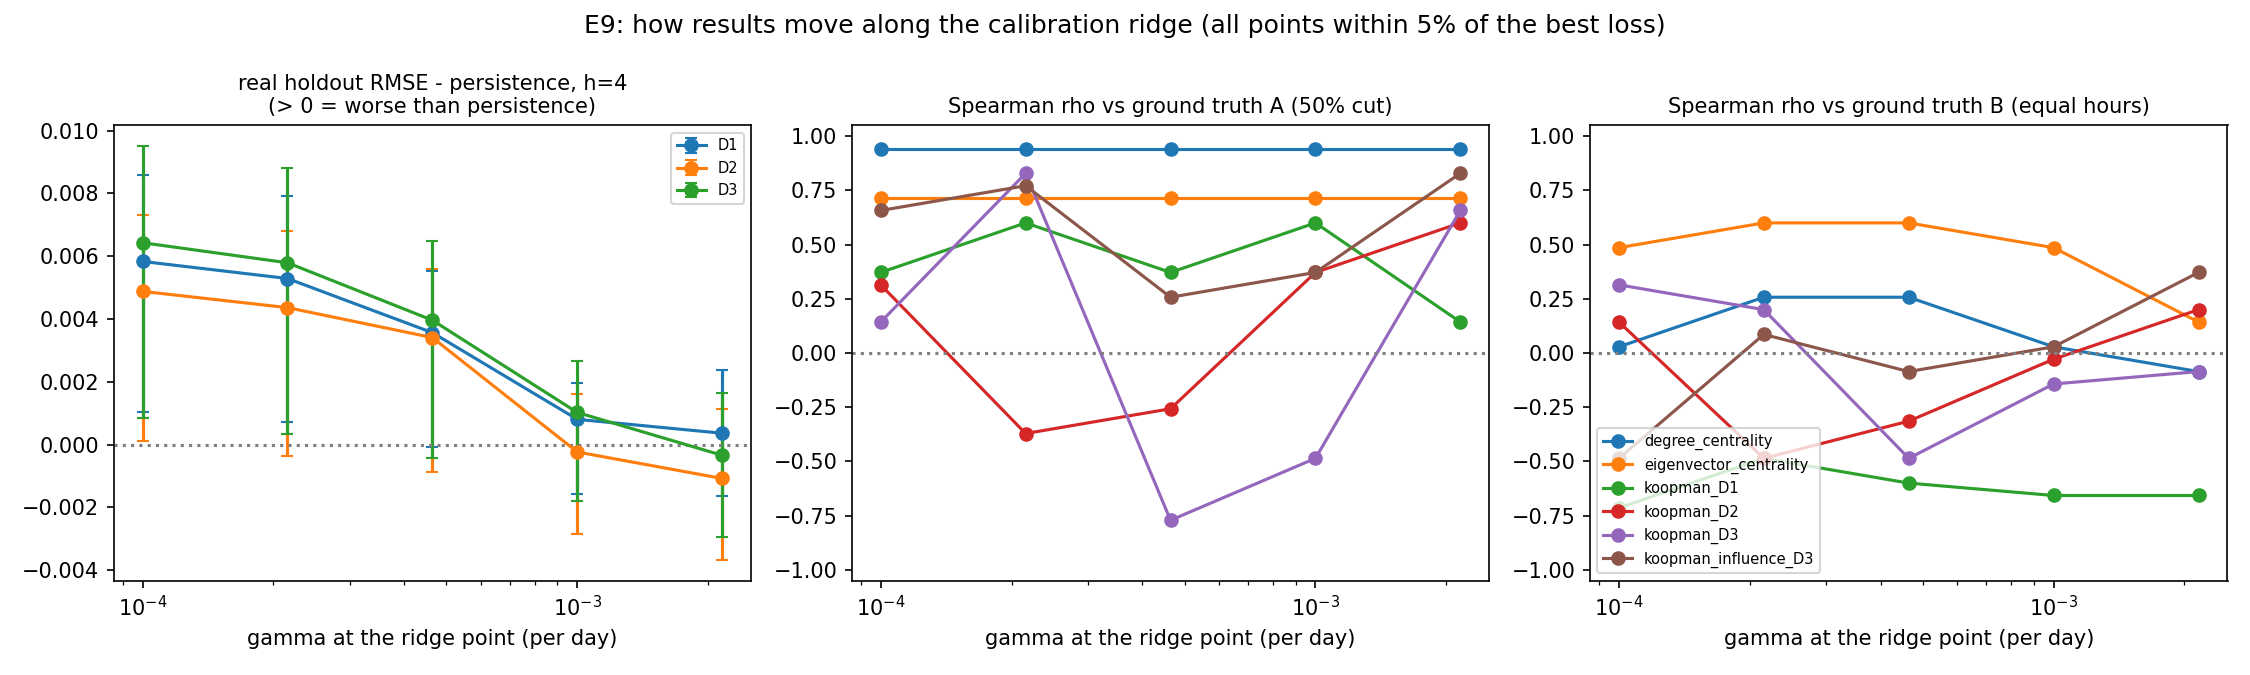 E9: how results move along the calibration ridge (all points within 5% of the best loss)
real holdout RMSE - persistence, h=4
(> 0 = worse than persistence)
0.010
0.008
0.006
0.004
0.002
0.000
−0.002
−0.004
D1
D2
D3
10⁻⁴
10⁻³
gamma at the ridge point (per day)
Spearman rho vs ground truth A (50% cut)
1.00
0.75
0.50
0.25
0.00
−0.25
−0.50
−0.75
−1.00
10⁻⁴
10⁻³
gamma at the ridge point (per day)
Spearman rho vs ground truth B (equal hours)
1.00
0.75
0.50
0.25
0.00
−0.25
−0.50
−0.75
−1.00
degree_centrality
eigenvector_centrality
koopman_D1
koopman_D2
koopman_D3
koopman_influence_D3
10⁻⁴
10⁻³
gamma at the ridge point (per day)